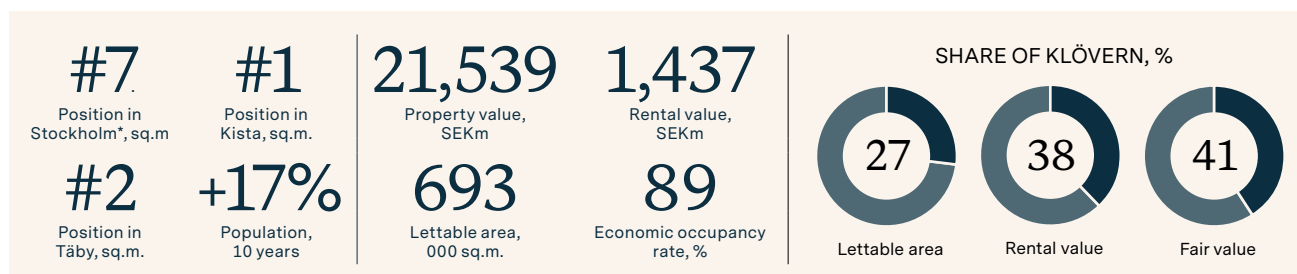 #7.
Position in
Stockholm*, sq.m
#1
Position in
Kista, sq.m.
#2
Position in
Täby, sq.m.
+17%
Population,
10 years
21,539
Property value,
SEKm
1,437
Rental value,
SEKm
693
Lettable area,
000 sq.m.
89
Economic occupancy
rate, %
SHARE OF KLÖVERN, %
27
Lettable area
38
Rental value
41
Fair value